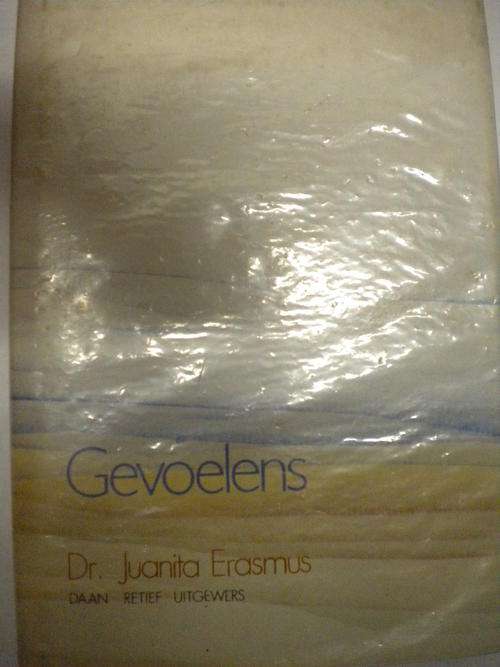 Gevoelens
Dr. Juanita Erasmus
DAAN RETIEF UITGEWERS